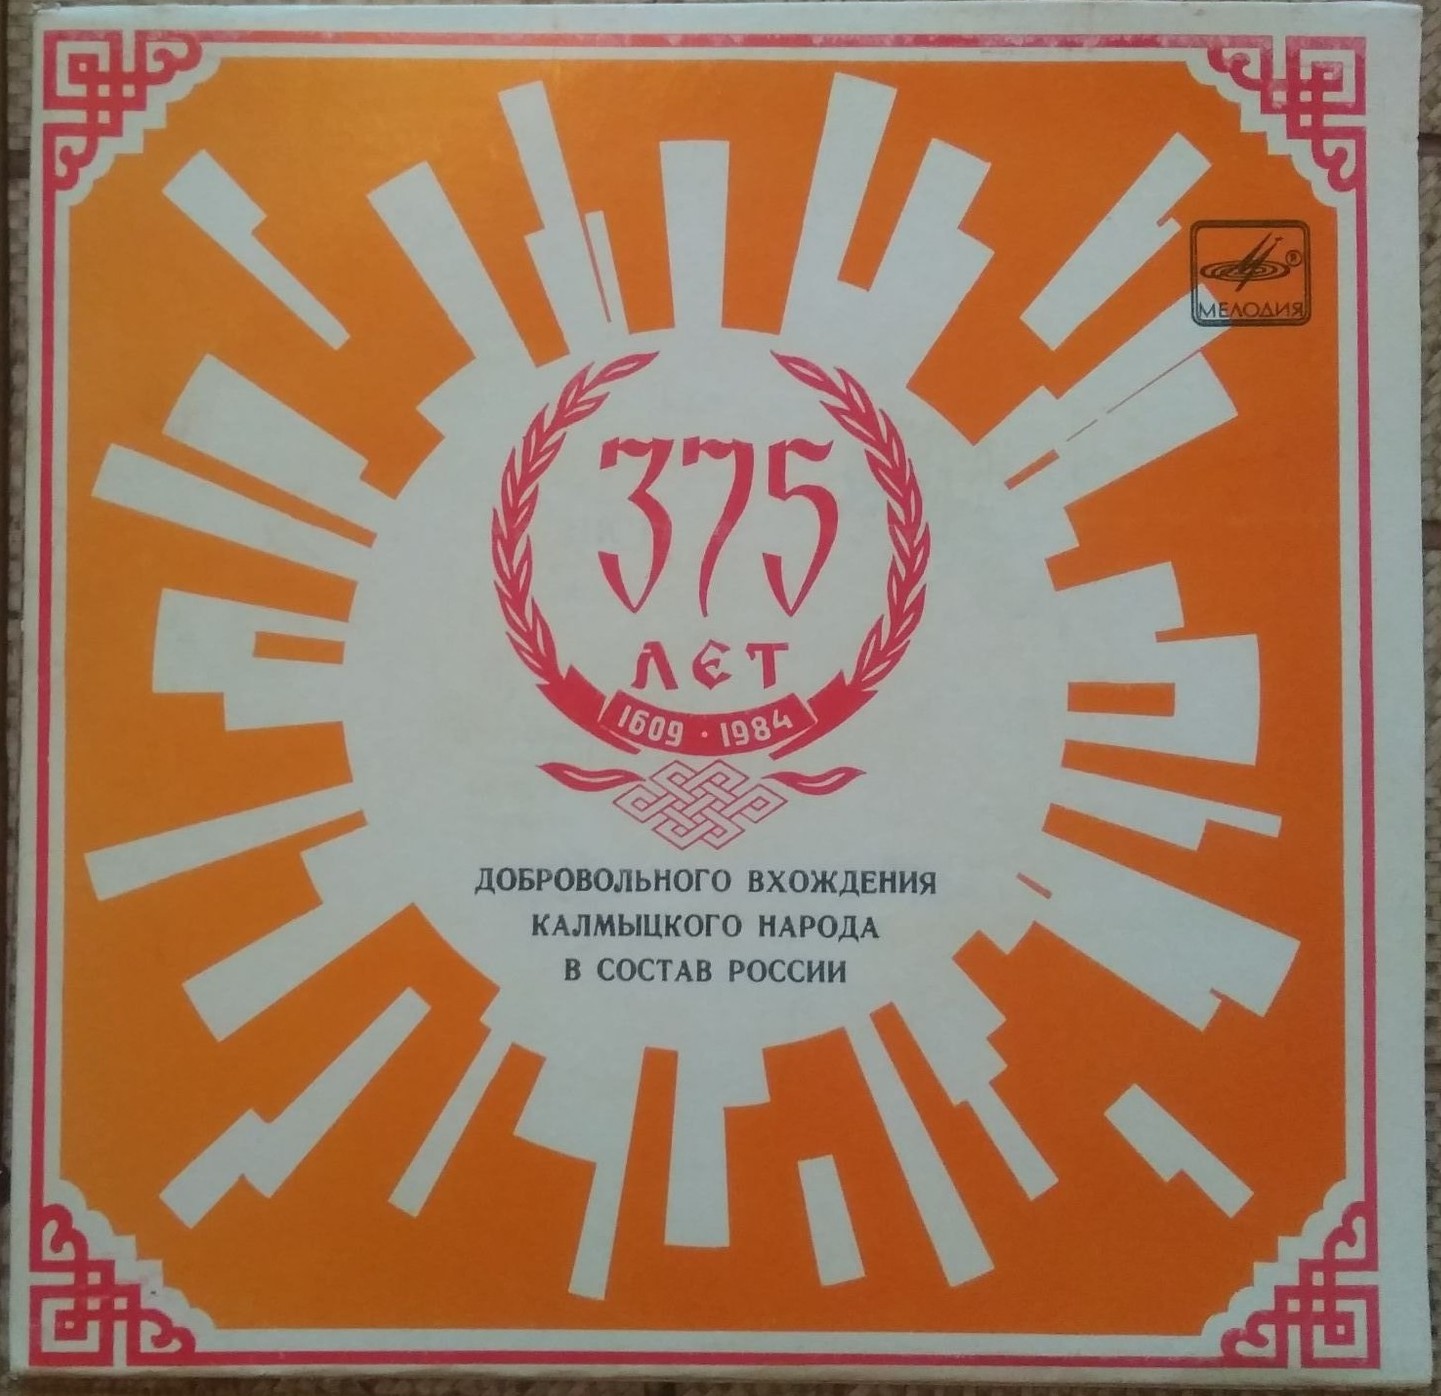 МЕЛОДИЯ
®
375
ЛЕТ
1609 · 1984
ДОБРОВОЛЬНОГО ВХОЖДЕНИЯ
КАЛМЫЦКОГО НАРОДА
В СОСТАВ РОССИИ